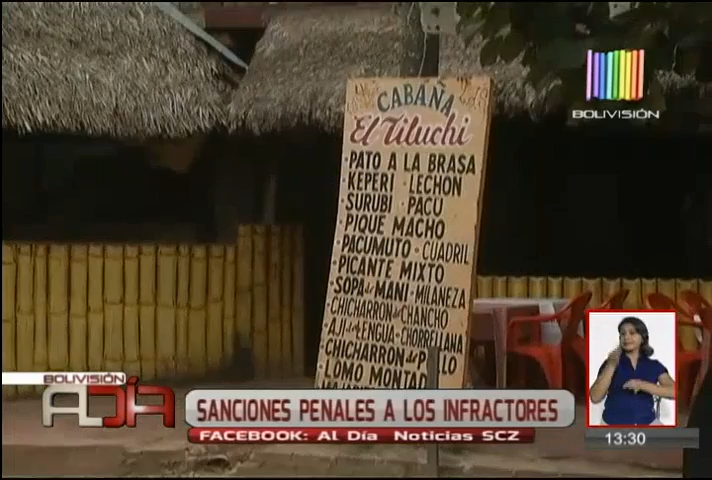 BOLIVISIÓN
CABAÑA
El Tiluchi
·PATO A LA BRASA
·KEPERI ·LECHON
·SURUBI ·PACU
·PIQUE MACHO
·PACUMUTO ·CUADRIL
·PICANTE MIXTO
·SOPA de MANI ·MILANEZA
·CHICHARRON de CHANCHO
·AJI de LENGUA ·CHORRELLANA
·CHICHARRON de
LOMO MONTAD
BOLIVISIÓN
AL DÍA
SANCIONES PENALES A LOS INFRACTORES
FACEBOOK: Al Día Noticias SCZ
13:30